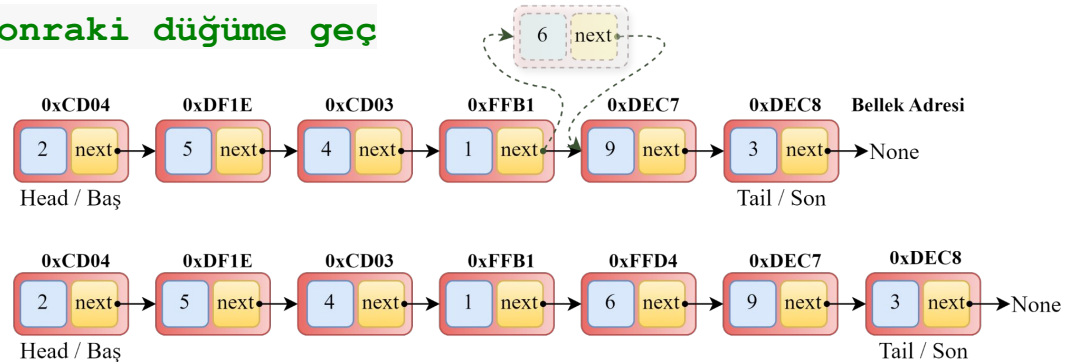 onraki düğüme geç
6 next
0xCD04 0xDF1E 0xCD03 0xFFB1 0xDEC7 0xDEC8 Bellek Adresi
2 next 5 next 4 next 1 next 9 next 3 next None
Head / Baş Tail / Son
0xCD04 0xDF1E 0xCD03 0xFFB1 0xFFD4 0xDEC7 0xDEC8
2 next 5 next 4 next 1 next 6 next 9 next 3 next None
Head / Baş Tail / Son